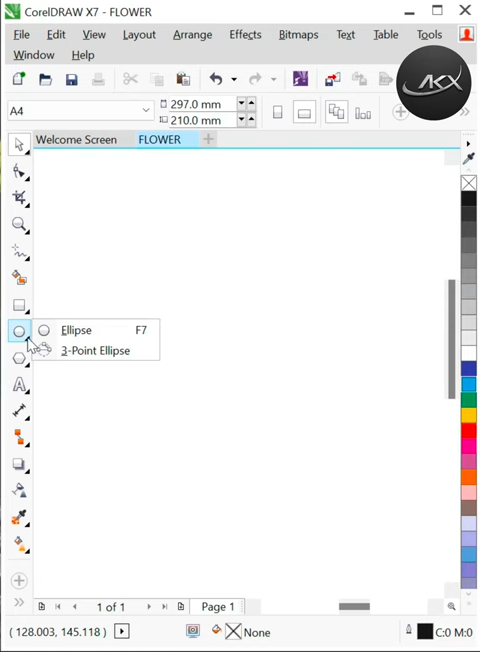 CorelDRAW X7 - FLOWER
File Edit View Layout Arrange Effects Bitmaps Text Table Tools
Window Help
AKX
A4
297.0 mm
210.0 mm
Welcome Screen FLOWER
Ellipse F7
3-Point Ellipse
1 of 1 Page 1
( 128.003, 145.118 ) None C:0 M:0